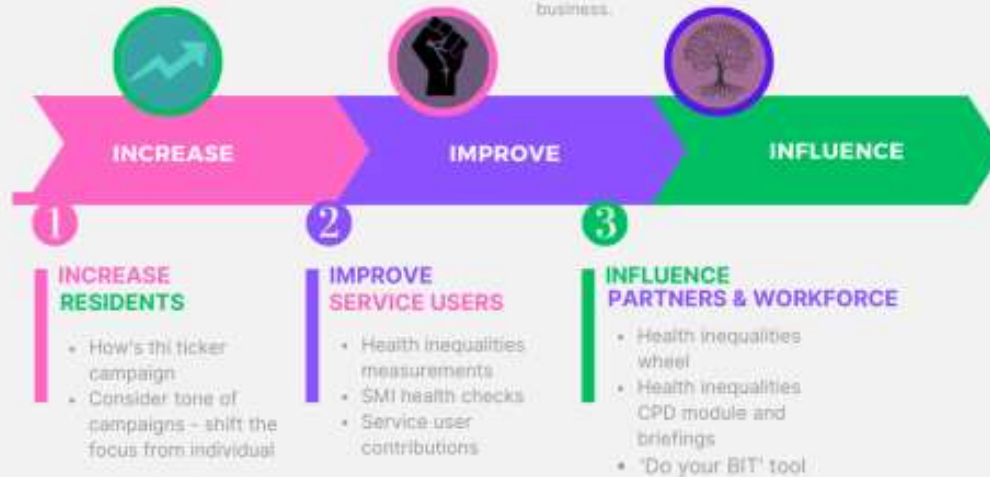 business.
INCREASE
IMPROVE
INFLUENCE
1
INCREASE
RESIDENTS
• How's thi ticker
campaign
• Consider tone of
campaigns - shift the
focus from individual
2
IMPROVE
SERVICE USERS
• Health inequalities
measurements
• SMI health checks
• Service user
contributions
3
INFLUENCE
PARTNERS & WORKFORCE
• Health inequalities
wheel
• Health inequalities
CPD module and
briefings
• 'Do your BIT' tool